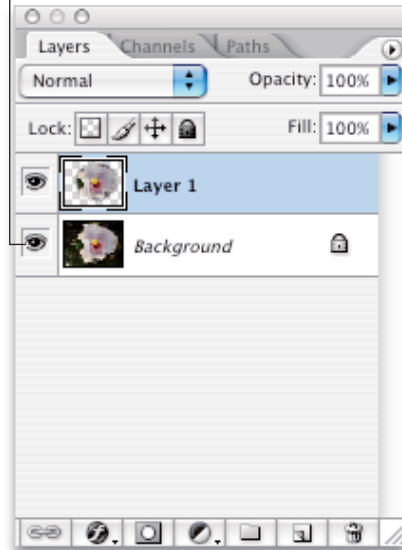 Layers Channels Paths
Normal Opacity: 100%
Lock: Fill: 100%
Layer 1
Background